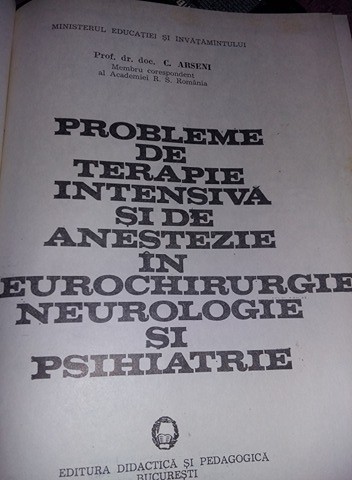 MINISTERUL EDUCAȚIEI ȘI ÎNVĂȚĂMÎNTULUI
Prof. dr. doc. C. ARSENI
Membru corespondent
al Academiei R. S. România
PROBLEME
DE
TERAPIE
INTENSIVĂ
ȘI DE
ANESTEZIE
ÎN
EUROCHIRURGIE
NEUROLOGIE
ȘI
PSIHIATRIE
EDITURA DIDACTICĂ ȘI PEDAGOGICĂ
BUCUREȘTI